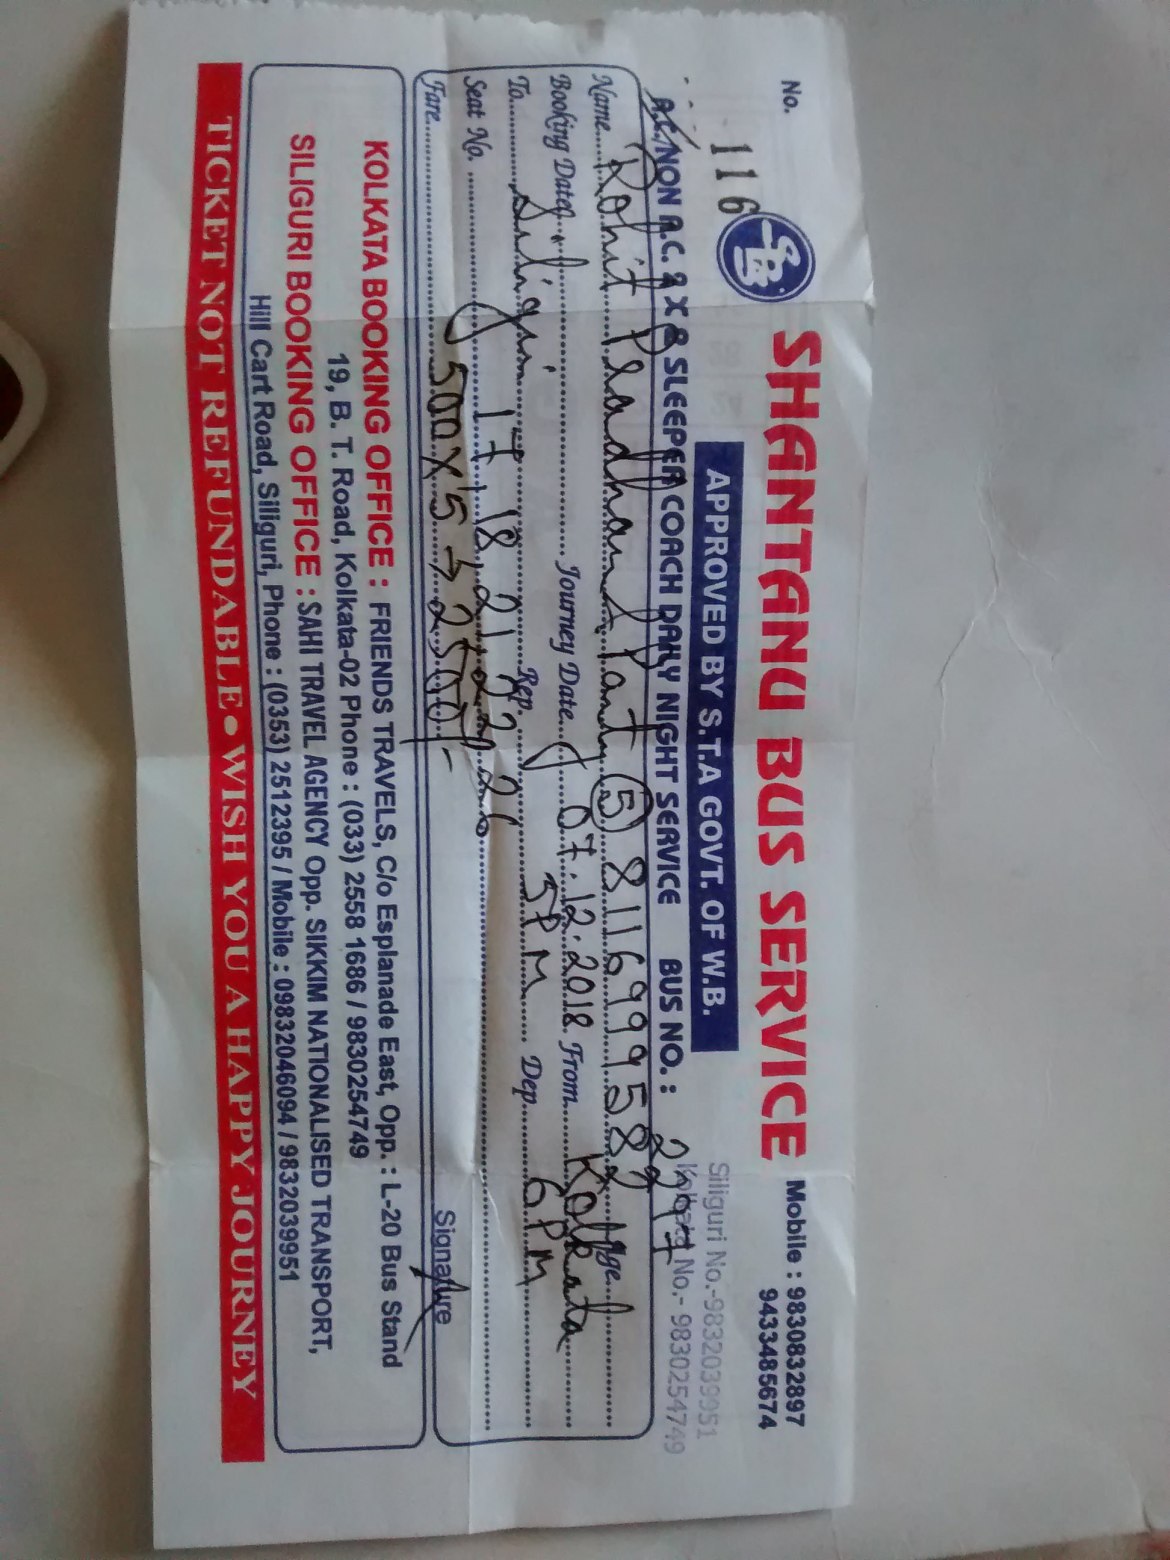 No. 116
SHANTANU BUS SERVICE
Mobile : 9830832897
9433485674
APPROVED BY S.T.A GOVT. OF W.B.
Siliguri No.-9832039951
Kolkata No.- 9830254749
A.C./NON A.C. 2 X 2 SLEEPER COACH DAILY NIGHT SERVICE BUS NO. : 2297
Name Rohit Pradhan Party (5) 8116999582 Age
Booking Date Journey Date 07.12.2018 From Kolkata
To Siliguri Rep. 5PM Dep. 6PM
Seat No. 17 18 21 22 26
Fare 500 x 5 → 2500/-
Signature
KOLKATA BOOKING OFFICE : FRIENDS TRAVELS, C/o Esplanade East, Opp. : L-20 Bus Stand
19, B. T. Road, Kolkata-02 Phone : (033) 2558 1686 / 9830254749
SILIGURI BOOKING OFFICE : SAHI TRAVEL AGENCY Opp. SIKKIM NATIONALISED TRANSPORT,
Hill Cart Road, Siliguri, Phone : (0353) 2512395 / Mobile : 09832046094 / 9832039951
TICKET NOT REFUNDABLE • WISH YOU A HAPPY JOURNEY